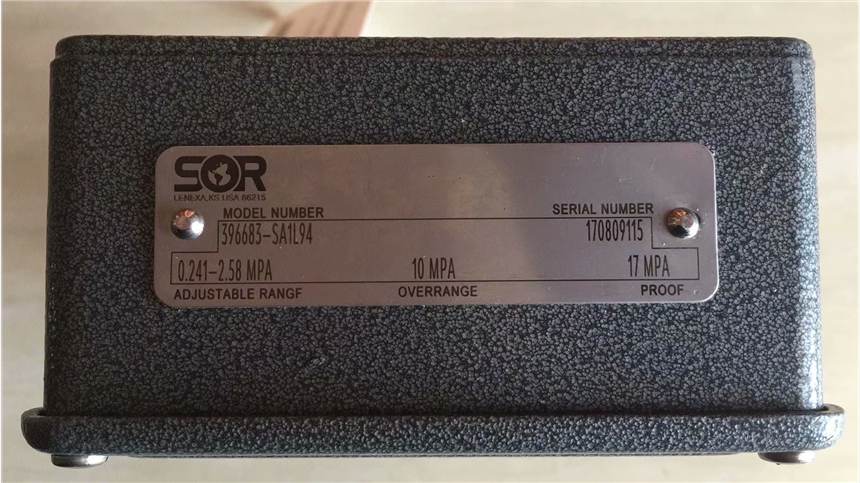 SOR
LENEXA, KS USA 66215
MODEL NUMBER SERIAL NUMBER
396683-SA1L94 170809115
0.241-2.58 MPA 10 MPA 17 MPA
ADJUSTABLE RANGF OVERRANGE PROOF